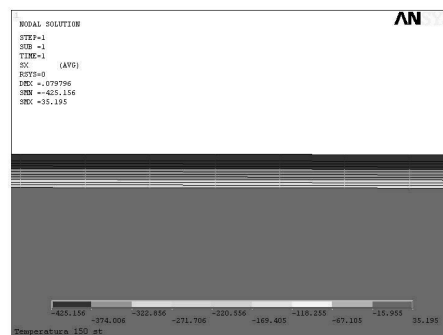 1
NODAL SOLUTION
STEP=1
SUB =1
TIME=1
SX (AVG)
RSYS=0
DMX =.079796
SMN =-425.156
SMX =35.195
ANSYS
-425.156 -322.856 -220.556 -118.255 -15.955
-374.006 -271.706 -169.405 -67.105 35.195
Temperatura 150 st